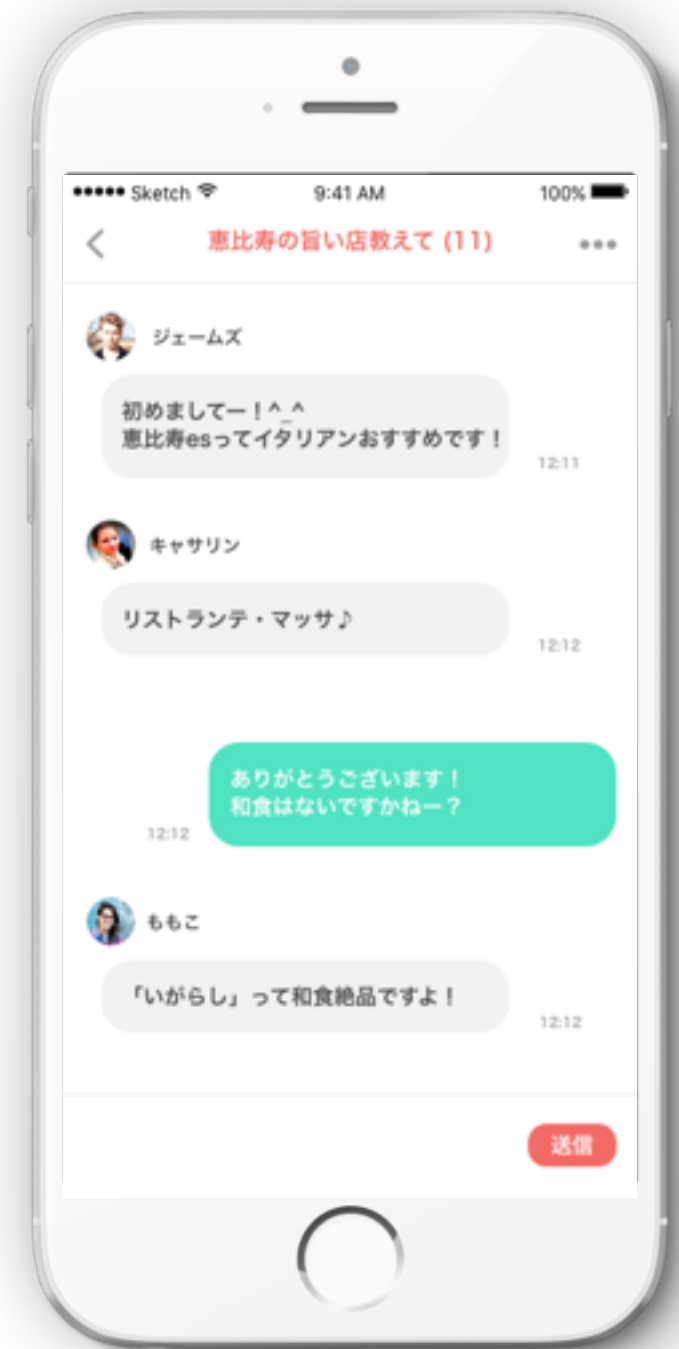 Sketch 9:41 AM 100%
恵比寿の旨い店教えて (11)
ジェームズ
初めましてー！^_^
恵比寿esってイタリアンおすすめです！
12:11
キャサリン
リストランテ・マッサ♪
12:12
ありがとうございます！
和食はないですかねー？
12:12
ももこ
「いがらし」って和食絶品ですよ！
12:12
送信